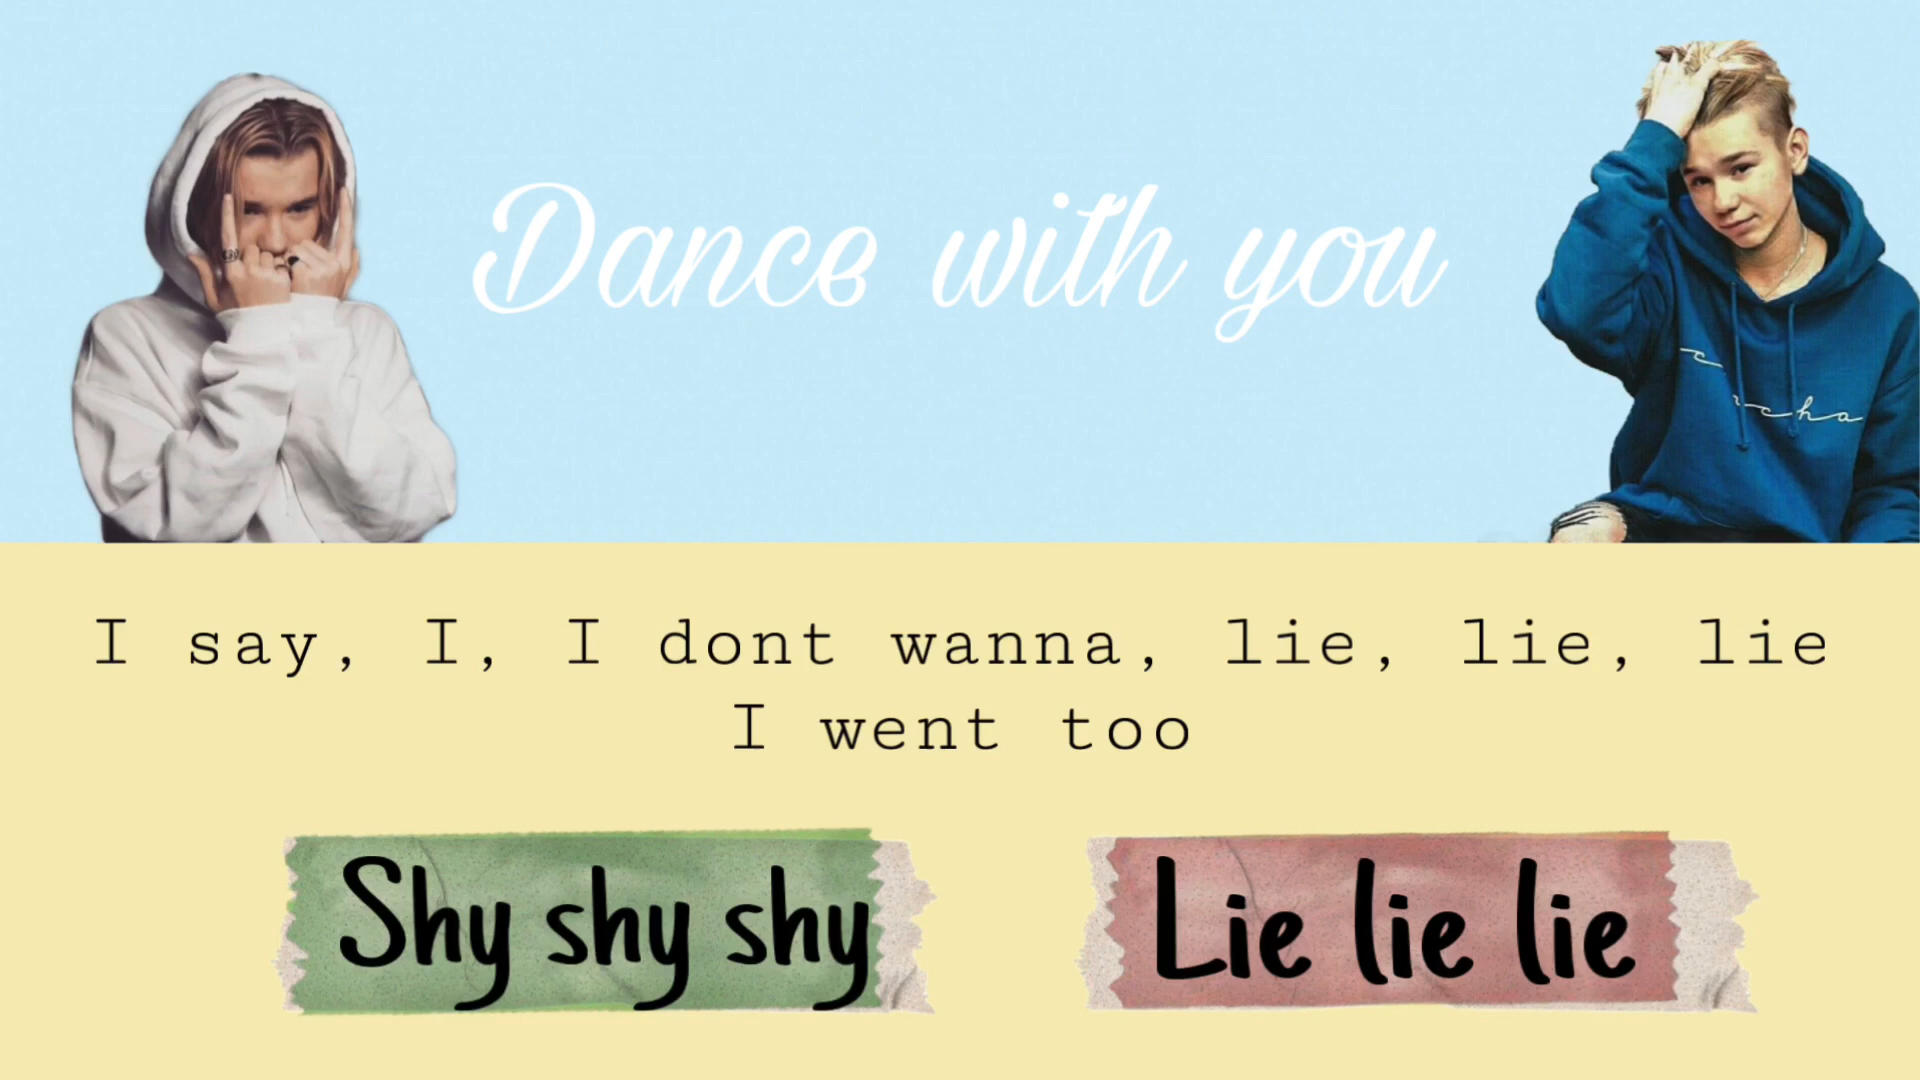 Dance with you
I say, I, I dont wanna, lie, lie, lie
I went too
Shy shy shy
Lie lie lie